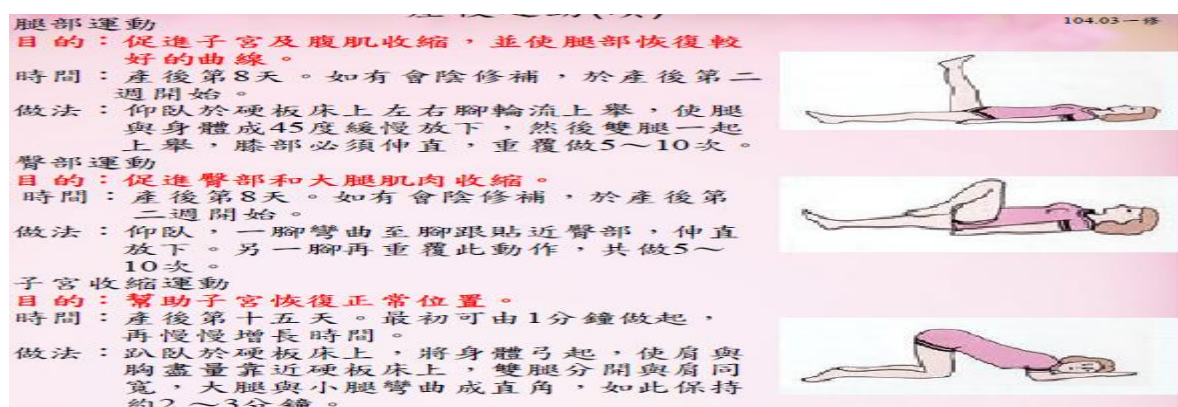 104.03一修
腿部運動
目的：促進子宮及腹肌收縮，並使腿部恢復較
好的曲線。
時間：產後第8天。如有會陰修補，於產後第二
週開始。
做法：仰臥於硬板床上左右腳輪流上舉，使腿
與身體成45度緩慢放下，然後雙腿一起
上舉，膝部必須伸直，重覆做5～10次。
臀部運動
目的：促進臀部和大腿肌肉收縮。
時間：產後第8天。如有會陰修補，於產後第
二週開始。
做法：仰臥，一腳彎曲至腳跟貼近臀部，伸直
放下。另一腳再重覆此動作，共做5～
10次。
子宮收縮運動
目的：幫助子宮恢復正常位置。
時間：產後第十五天。最初可由1分鐘做起，
再慢慢增長時間。
做法：趴臥於硬板床上，將身體弓起，使肩與
胸盡量靠近硬板床上，雙腿分開與肩同
寬，大腿與小腿彎曲成直角，如此保持
約2～3分鐘。